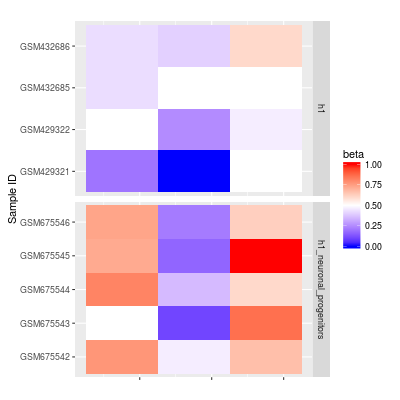 Sample ID
GSM432686
GSM432685
GSM429322
GSM429321
h1
GSM675546
GSM675545
GSM675544
GSM675543
GSM675542
h1_neuronal_progenitors
beta
1.00
0.75
0.50
0.25
0.00